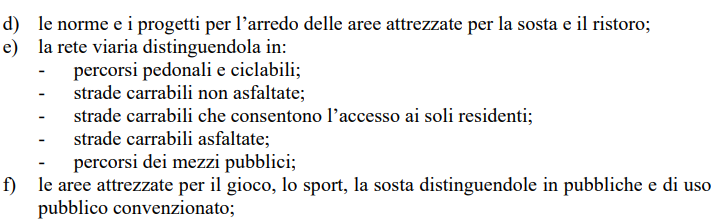 d) le norme e i progetti per l’arredo delle aree attrezzate per la sosta e il ristoro;
e) la rete viaria distinguendola in:
- percorsi pedonali e ciclabili;
- strade carrabili non asfaltate;
- strade carrabili che consentono l’accesso ai soli residenti;
- strade carrabili asfaltate;
- percorsi dei mezzi pubblici;
f) le aree attrezzate per il gioco, lo sport, la sosta distinguendole in pubbliche e di uso
pubblico convenzionato;